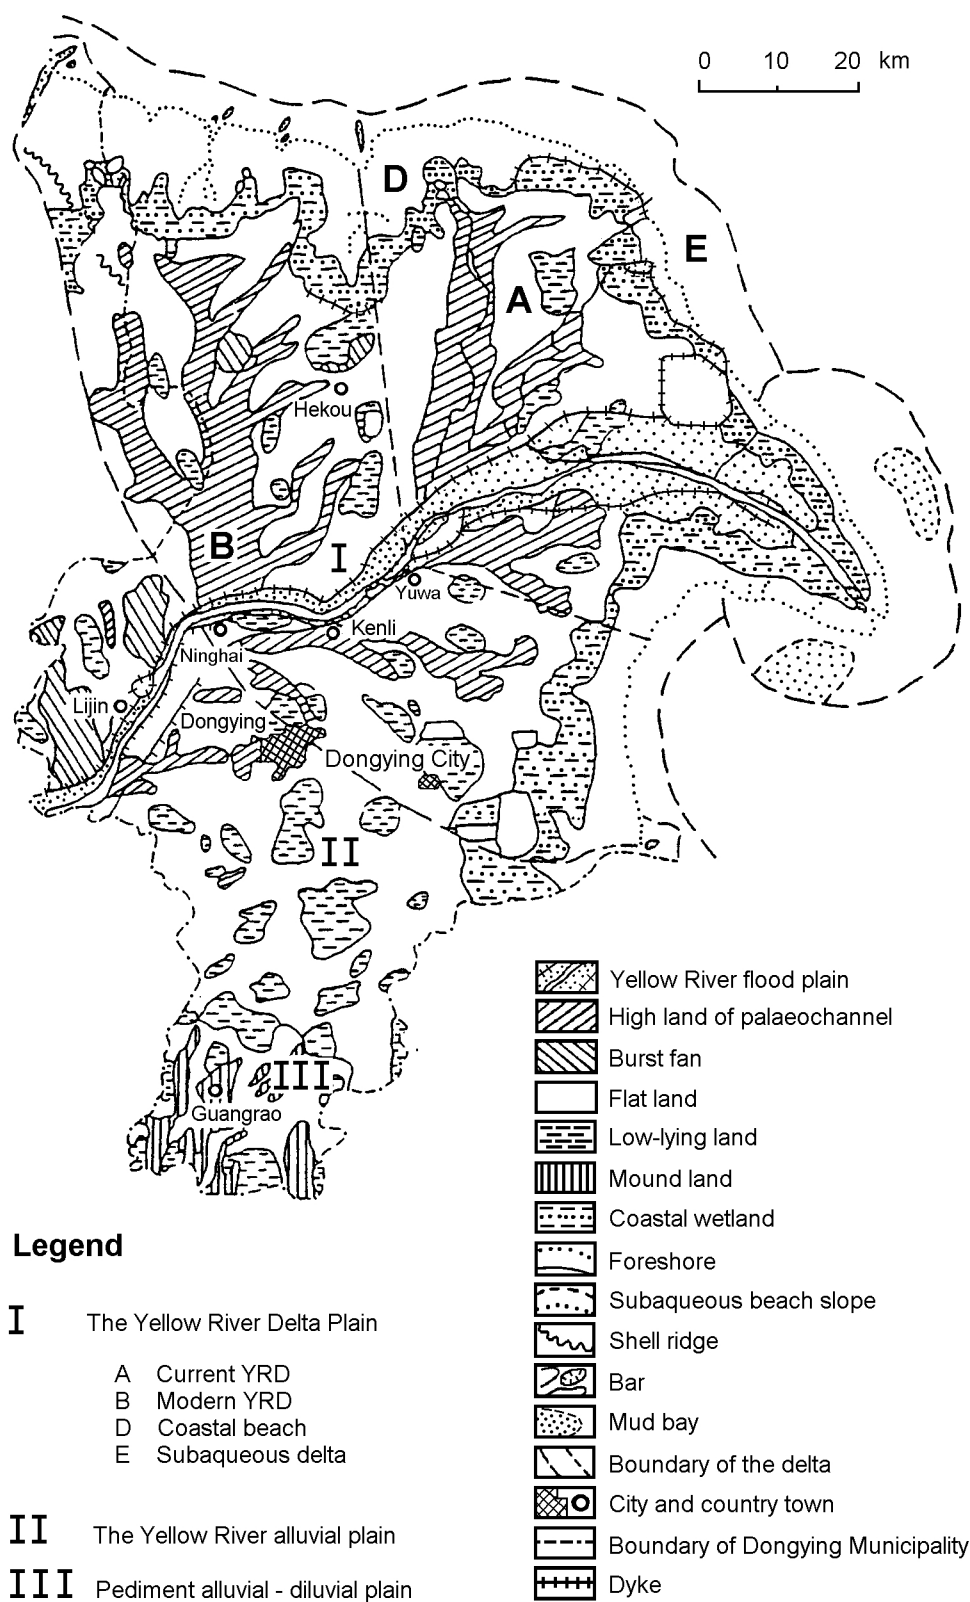 0 10 20 km
D
E
A
Hekou
B
I
Yuwa
Kenli
Ninghai
Lijin
Dongying
Dongying City
II
III
Guangrao
Yellow River flood plain
High land of palaeochannel
Burst fan
Flat land
Low-lying land
Mound land
Coastal wetland
Foreshore
Subaqueous beach slope
Shell ridge
Bar
Mud bay
Boundary of the delta
City and country town
Boundary of Dongying Municipality
Dyke
Legend
I The Yellow River Delta Plain
A Current YRD
B Modern YRD
D Coastal beach
E Subaqueous delta
II The Yellow River alluvial plain
III Pediment alluvial - diluvial plain